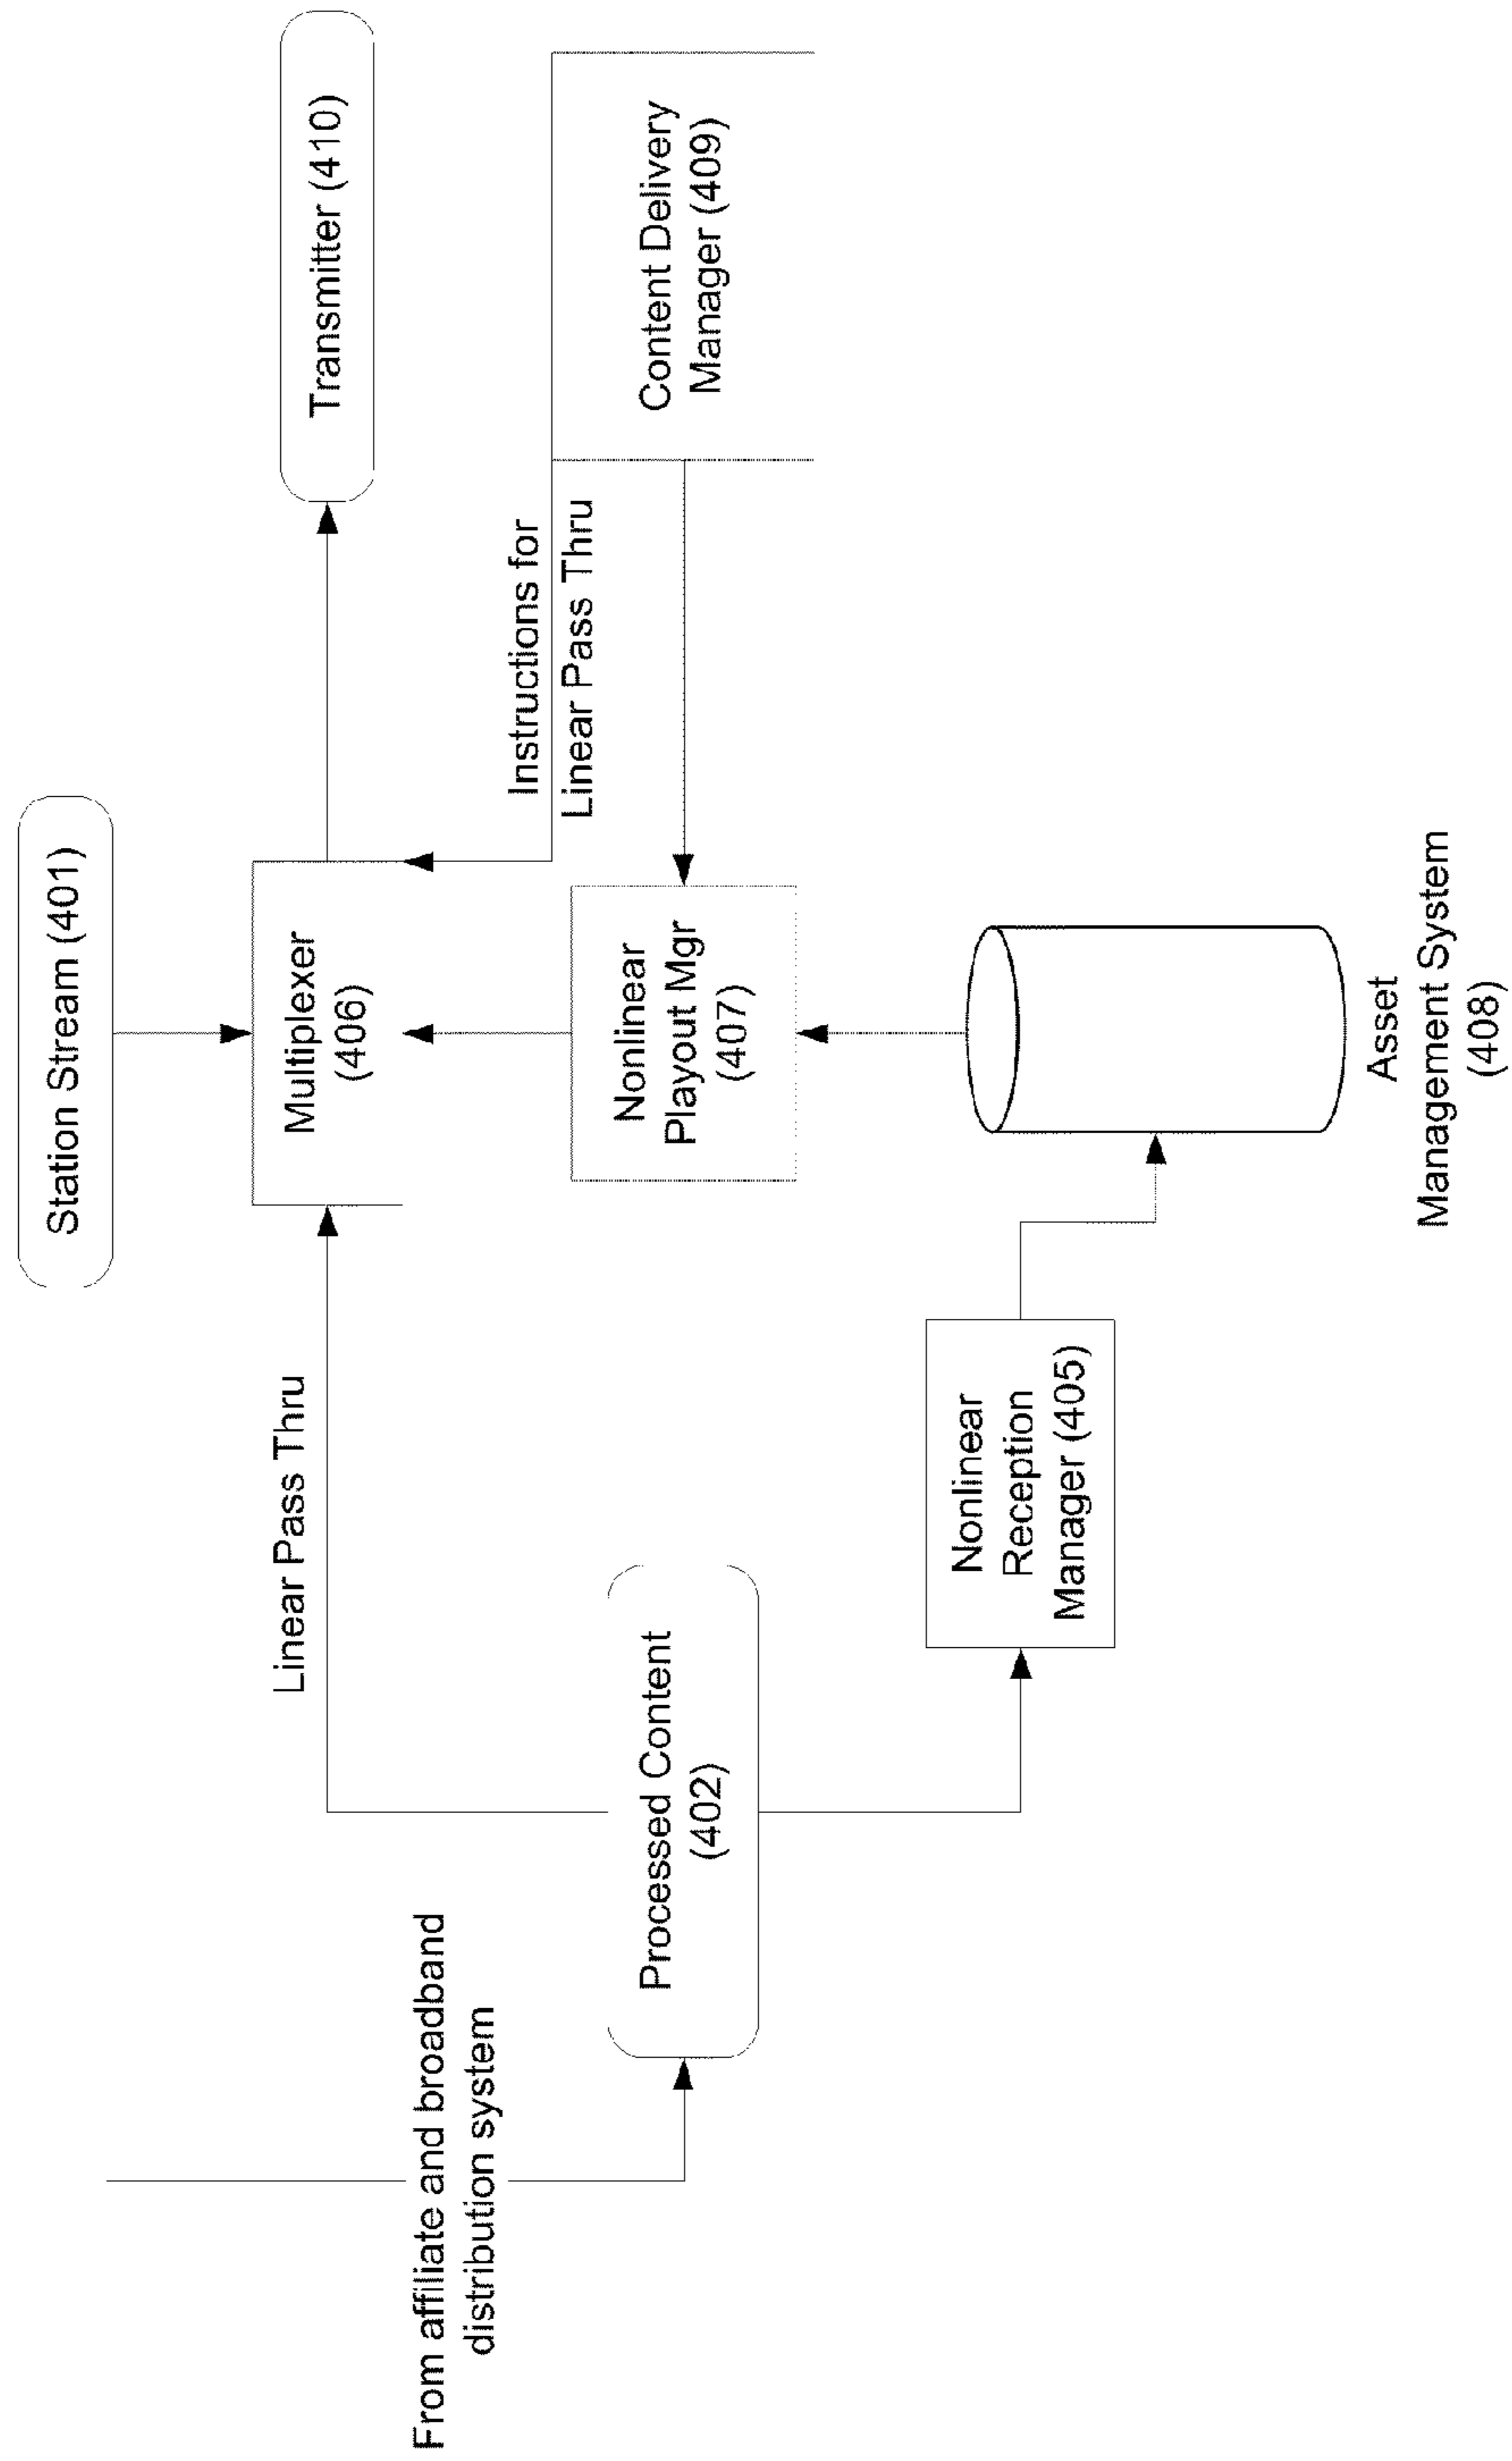 Station Stream (401)
Transmitter (410)
Linear Pass Thru
Multiplexer
(406)
From affiliate and broadband
distribution system
Instructions for
Linear Pass Thru
Processed Content
(402)
Nonlinear
Playout Mgr
(407)
Content Delivery
Manager (409)
Nonlinear
Reception
Manager (405)
Asset
Management System
(408)